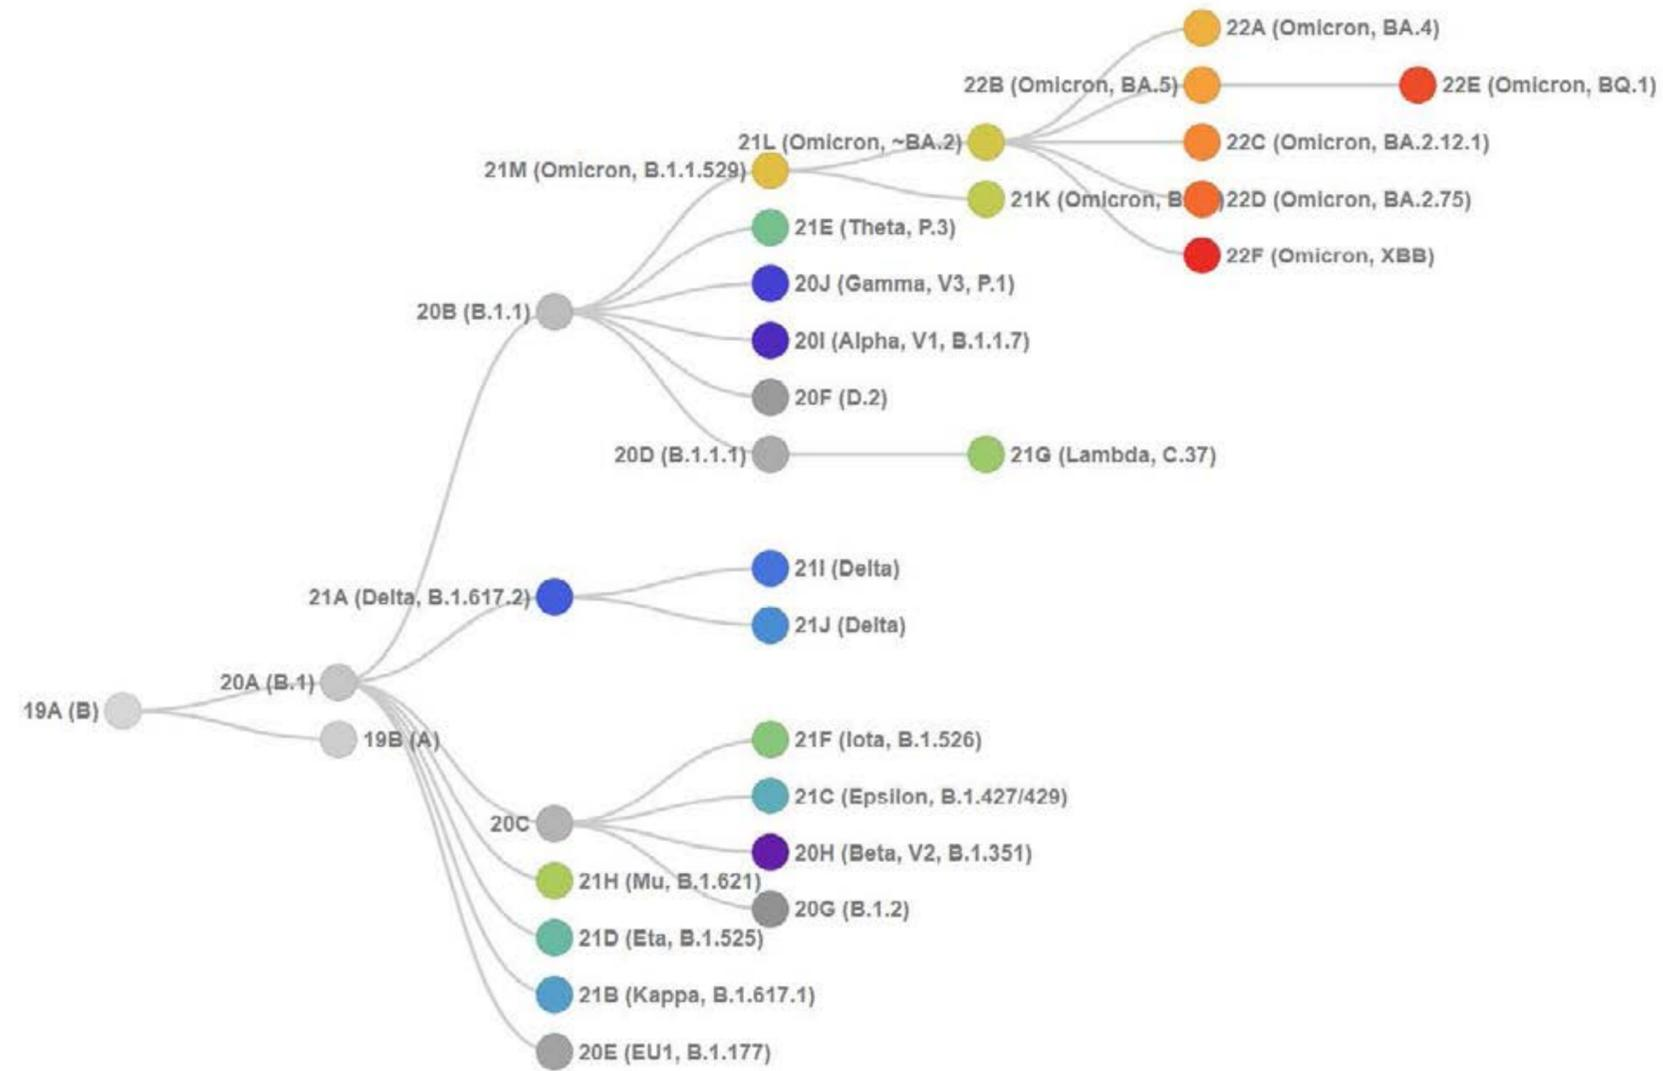 22A (Omicron, BA.4)
22B (Omicron, BA.5)
22E (Omicron, BQ.1)
21L (Omicron, ~BA.2)
22C (Omicron, BA.2.12.1)
21M (Omicron, B.1.1.529)
21K (Omicron, B
)22D (Omicron, BA.2.75)
21E (Theta, P.3)
22F (Omicron, XBB)
20J (Gamma, V3, P.1)
20B (B.1.1)
20I (Alpha, V1, B.1.1.7)
20F (D.2)
20D (B.1.1.1)
21G (Lambda, C.37)
21I (Delta)
21A (Delta, B.1.617.2)
21J (Delta)
20A (B.1)
19A (B)
19B (A)
21F (Iota, B.1.526)
21C (Epsilon, B.1.427/429)
20C
20H (Beta, V2, B.1.351)
21H (Mu, B.1.621)
20G (B.1.2)
21D (Eta, B.1.525)
21B (Kappa, B.1.617.1)
20E (EU1, B.1.177)